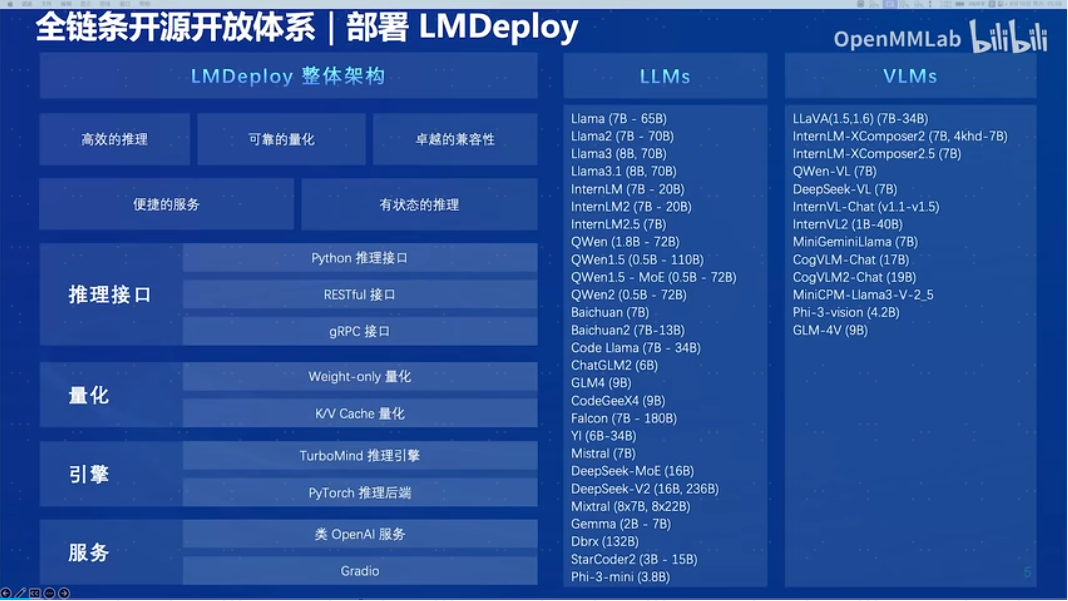 全链条开源开放体系 | 部署 LMDeploy
OpenMMLab bilibili
LMDeploy 整体架构
高效的推理
可靠的量化
卓越的兼容性
便捷的服务
有状态的推理
推理接口
Python 推理接口
RESTful 接口
gRPC 接口
量化
Weight-only 量化
K/V Cache 量化
引擎
TurboMind 推理引擎
PyTorch 推理后端
服务
类 OpenAI 服务
Gradio
LLMs
Llama (7B - 65B)
Llama2 (7B - 70B)
Llama3 (8B, 70B)
Llama3.1 (8B, 70B)
InternLM (7B - 20B)
InternLM2 (7B - 20B)
InternLM2.5 (7B)
QWen (1.8B - 72B)
QWen1.5 (0.5B - 110B)
QWen1.5 - MoE (0.5B - 72B)
QWen2 (0.5B - 72B)
Baichuan (7B)
Baichuan2 (7B-13B)
Code Llama (7B - 34B)
ChatGLM2 (6B)
GLM4 (9B)
CodeGeeX4 (9B)
Falcon (7B - 180B)
YI (6B-34B)
Mistral (7B)
DeepSeek-MoE (16B)
DeepSeek-V2 (16B, 236B)
Mixtral (8x7B, 8x22B)
Gemma (2B - 7B)
Dbrx (132B)
StarCoder2 (3B - 15B)
Phi-3-mini (3.8B)
VLMs
LLaVA(1.5,1.6) (7B-34B)
InternLM-XComposer2 (7B, 4khd-7B)
InternLM-XComposer2.5 (7B)
QWen-VL (7B)
DeepSeek-VL (7B)
InternVL-Chat (v1.1-v1.5)
InternVL2 (1B-40B)
MiniGeminiLlama (7B)
CogVLM-Chat (17B)
CogVLM2-Chat (19B)
MiniCPM-Llama3-V-2_5
Phi-3-vision (4.2B)
GLM-4V (9B)
5